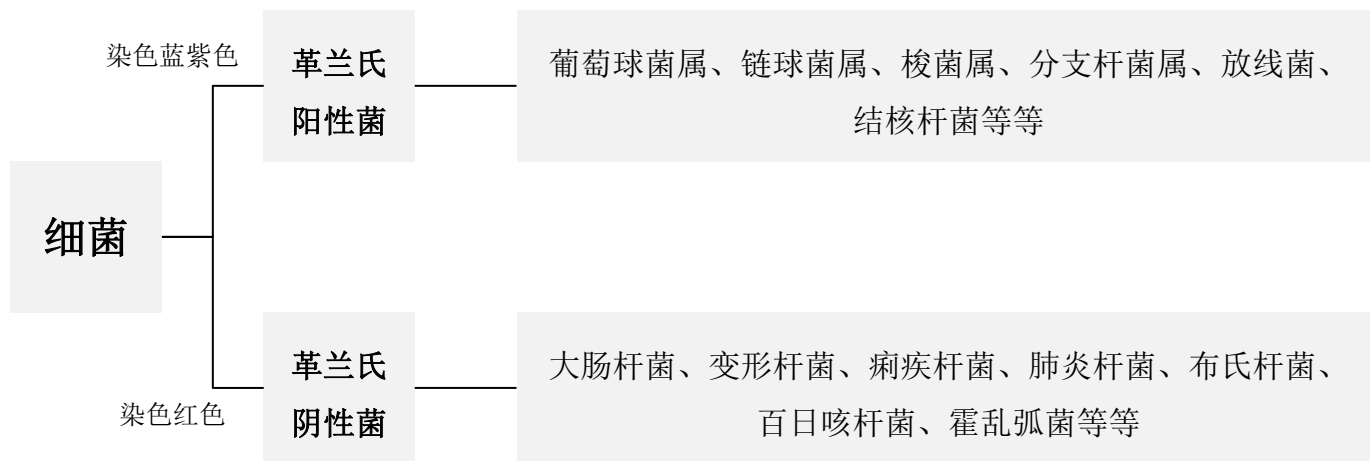 染色蓝紫色
革兰氏
阳性菌
葡萄球菌属、链球菌属、梭菌属、分支杆菌属、放线菌、
结核杆菌等等
细菌
革兰氏
阴性菌
染色红色
大肠杆菌、变形杆菌、痢疾杆菌、肺炎杆菌、布氏杆菌、
百日咳杆菌、霍乱弧菌等等